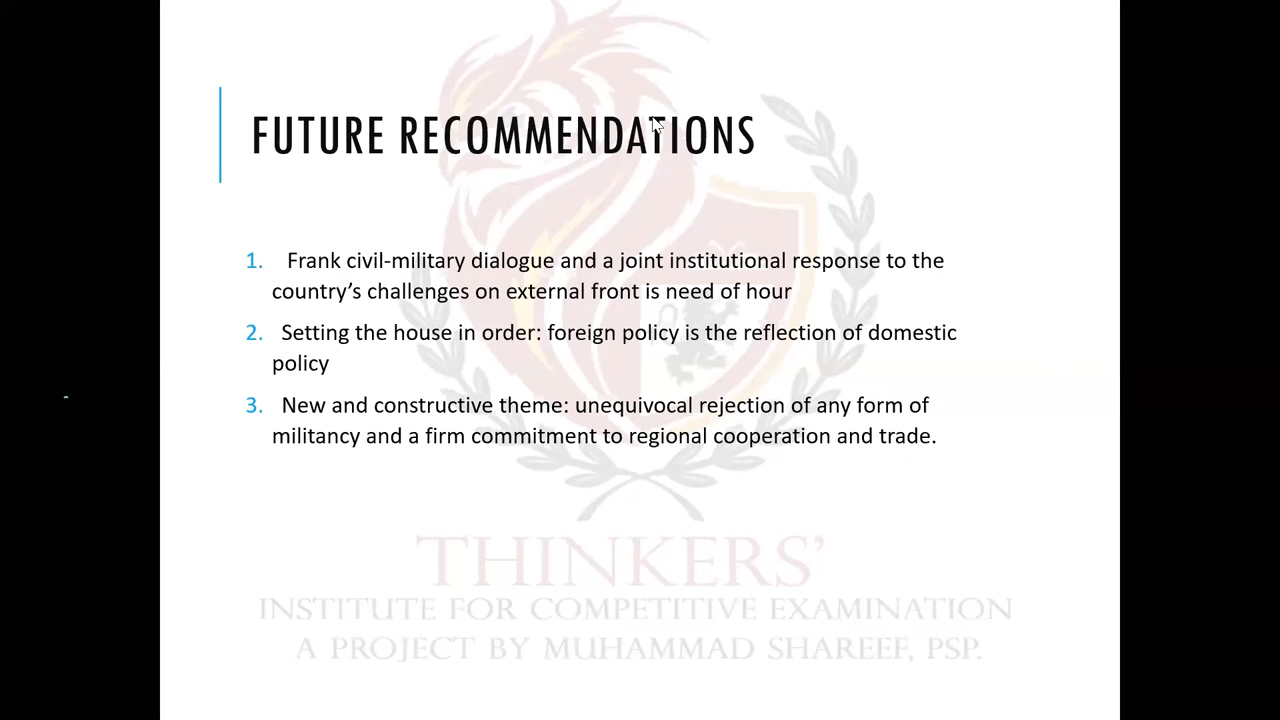 FUTURE RECOMMENDATIONS
1. Frank civil-military dialogue and a joint institutional response to the
country’s challenges on external front is need of hour
2. Setting the house in order: foreign policy is the reflection of domestic
policy
3. New and constructive theme: unequivocal rejection of any form of
militancy and a firm commitment to regional cooperation and trade.
THINKERS’
INSTITUTE FOR COMPETITIVE EXAMINATION
A PROJECT BY MUHAMMAD SHAREEF, PSP.